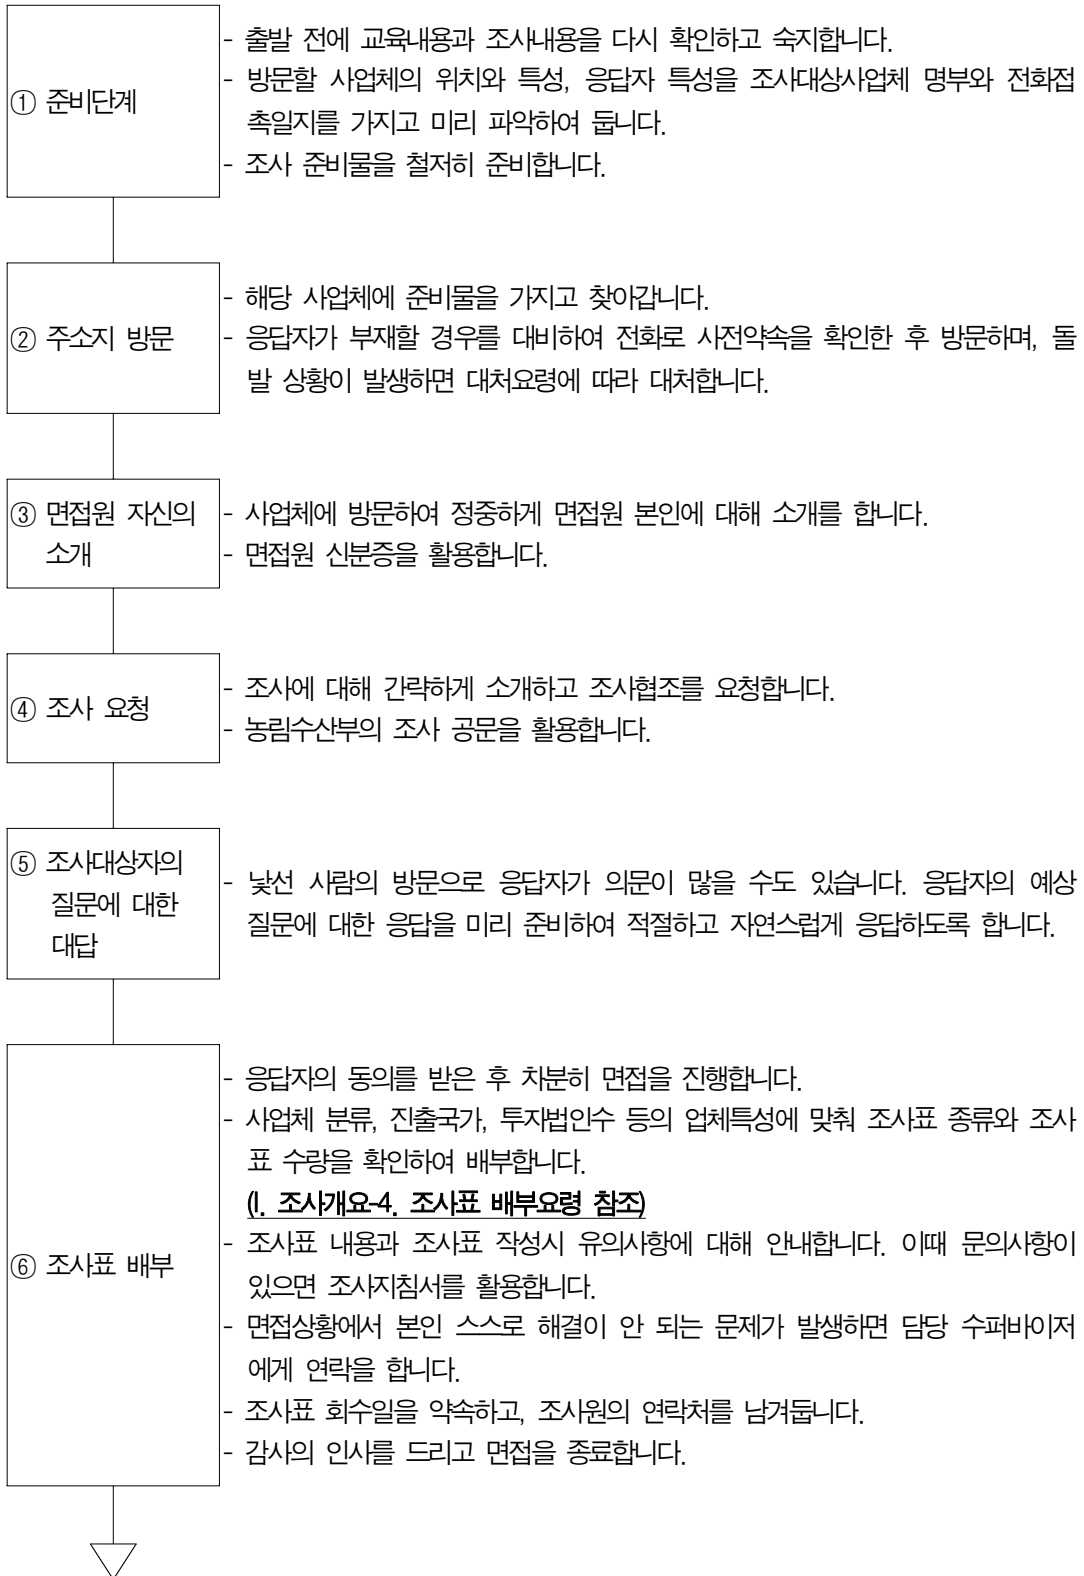 ① 준비단계
- 출발 전에 교육내용과 조사내용을 다시 확인하고 숙지합니다.
- 방문할 사업체의 위치와 특성, 응답자 특성을 조사대상사업체 명부와 전화접
촉일지를 가지고 미리 파악하여 둡니다.
- 조사 준비물을 철저히 준비합니다.
② 주소지 방문
- 해당 사업체에 준비물을 가지고 찾아갑니다.
- 응답자가 부재할 경우를 대비하여 전화로 사전약속을 확인한 후 방문하며, 돌
발 상황이 발생하면 대처요령에 따라 대처합니다.
③ 면접원 자신의
소개
- 사업체에 방문하여 정중하게 면접원 본인에 대해 소개를 합니다.
- 면접원 신분증을 활용합니다.
④ 조사 요청
- 조사에 대해 간략하게 소개하고 조사협조를 요청합니다.
- 농림수산부의 조사 공문을 활용합니다.
⑤ 조사대상자의
질문에 대한
대답
- 낯선 사람의 방문으로 응답자가 의문이 많을 수도 있습니다. 응답자의 예상
질문에 대한 응답을 미리 준비하여 적절하고 자연스럽게 응답하도록 합니다.
⑥ 조사표 배부
- 응답자의 동의를 받은 후 차분히 면접을 진행합니다.
- 사업체 분류, 진출국가, 투자법인수 등의 업체특성에 맞춰 조사표 종류와 조사
표 수량을 확인하여 배부합니다.
(I. 조사개요-4. 조사표 배부요령 참조)
- 조사표 내용과 조사표 작성시 유의사항에 대해 안내합니다. 이때 문의사항이
있으면 조사지침서를 활용합니다.
- 면접상황에서 본인 스스로 해결이 안 되는 문제가 발생하면 담당 수퍼바이저
에게 연락을 합니다.
- 조사표 회수일을 약속하고, 조사원의 연락처를 남겨둡니다.
- 감사의 인사를 드리고 면접을 종료합니다.